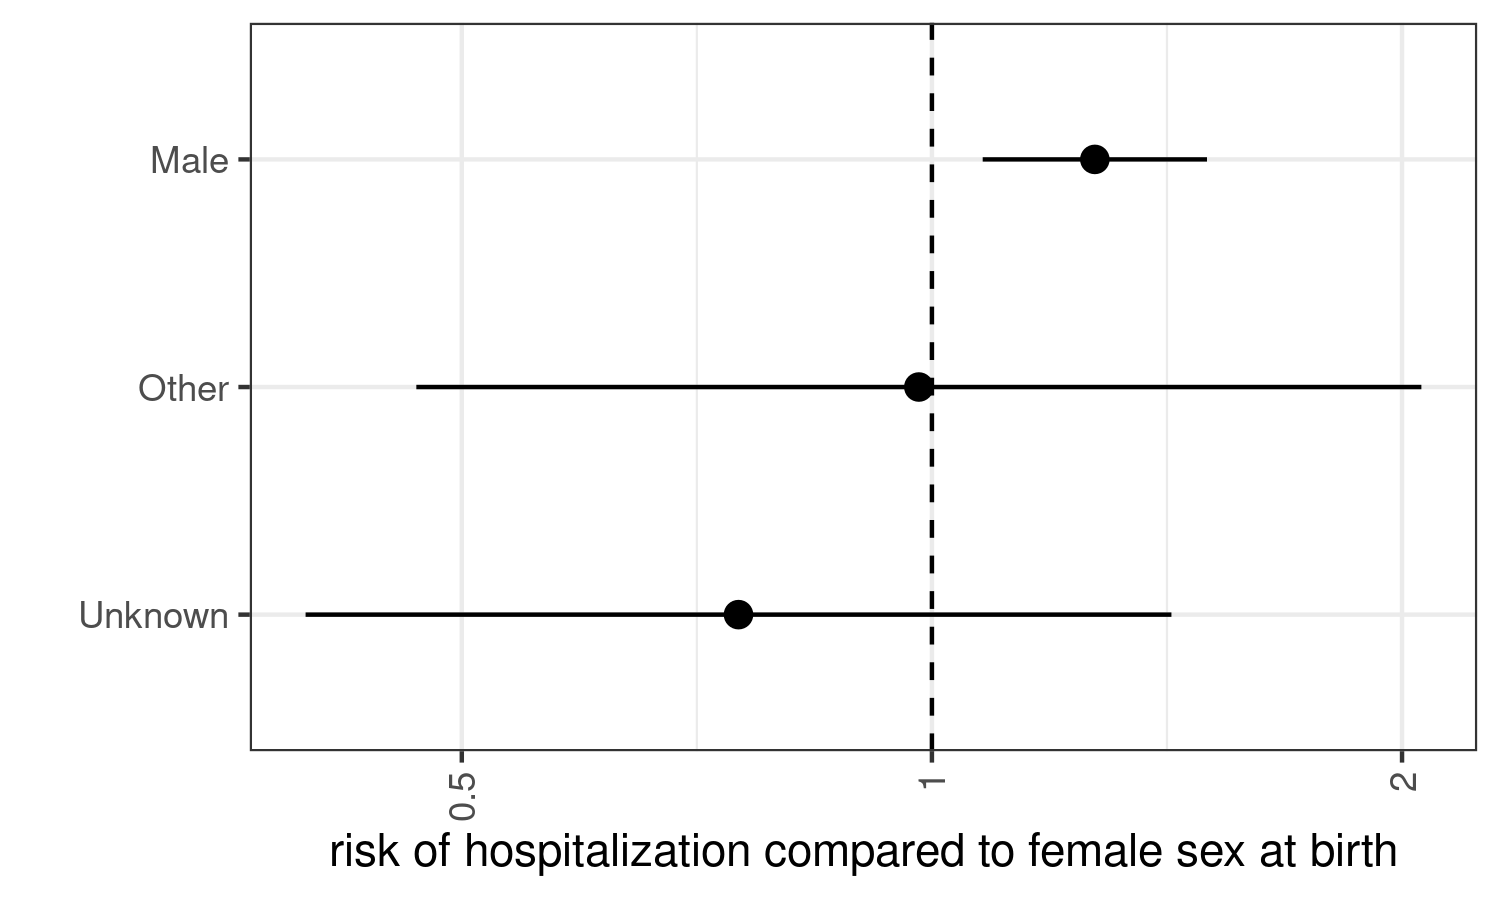 Male
Other
Unknown
0.5
1
2
risk of hospitalization compared to female sex at birth